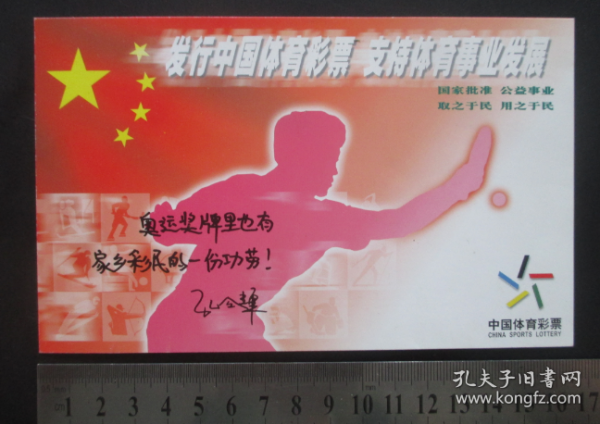 发行中国体育彩票 支持体育事业发展
国家批准 公益事业
取之于民 用之于民
奥运奖牌里也有
家乡彩民的一份功劳！
中国体育彩票
CHINA SPORTS LOTTERY
孔夫子旧书网
www.kongfz.com
1 2 3 4 5 6 7 8 9 10 11 12 13 14 15 16 17